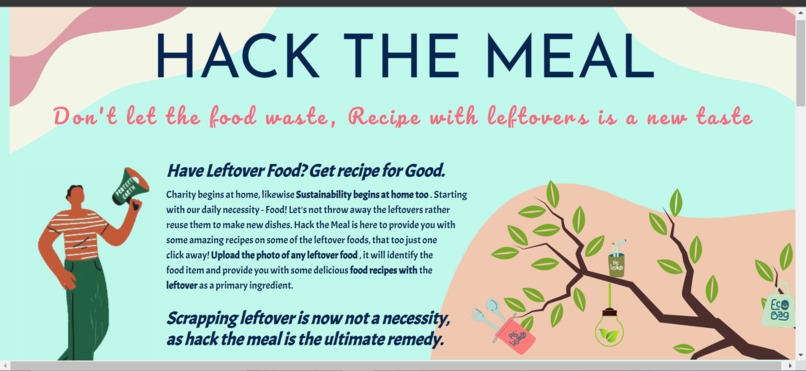 HACK THE MEAL
Don't let the food waste, Recipe with leftovers is a new taste
PROTECT
EARTH
Have Leftover Food? Get recipe for Good.
Charity begins at home, likewise Sustainability begins at home too . Starting
with our daily necessity - Food! Let's not throw away the leftovers rather
reuse them to make new dishes. Hack the Meal is here to provide you with
some amazing recipes on some of the leftover foods, that too just one
click away! Upload the photo of any leftover food , it will identify the
food item and provide you with some delicious food recipes with the
leftover as a primary ingredient.
Scrapping leftover is now not a necessity,
as hack the meal is the ultimate remedy.
Eco
BAG